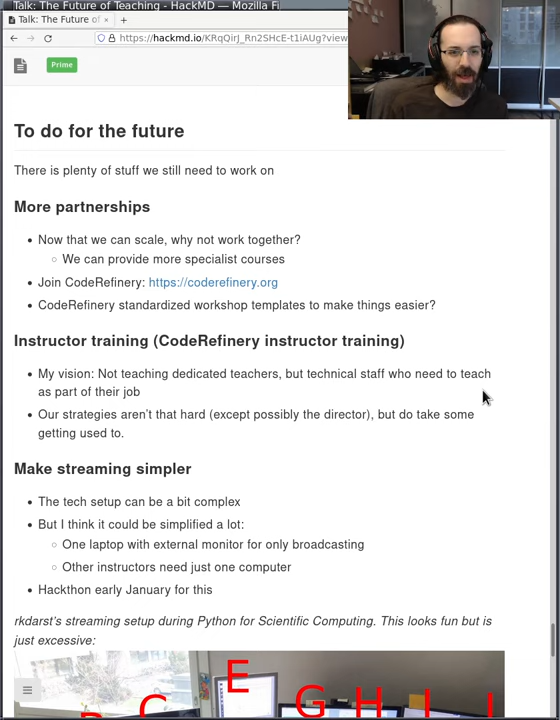 Talk: The Future of Teaching - HackMD — Mozilla Fi
Talk: The Future of
https://hackmd.io/KRqQirJ_Rn2SHcE-t1iAUg?view
Prime
To do for the future
There is plenty of stuff we still need to work on
More partnerships
• Now that we can scale, why not work together?
○ We can provide more specialist courses
• Join CodeRefinery: https://coderefinery.org
• CodeRefinery standardized workshop templates to make things easier?
Instructor training (CodeRefinery instructor training)
• My vision: Not teaching dedicated teachers, but technical staff who need to teach
as part of their job
• Our strategies aren't that hard (except possibly the director), but do take some
getting used to.
Make streaming simpler
• The tech setup can be a bit complex
• But I think it could be simplified a lot:
○ One laptop with external monitor for only broadcasting
○ Other instructors need just one computer
• Hackthon early January for this
rkdarst's streaming setup during Python for Scientific Computing. This looks fun but is
just excessive:
E
C G H I